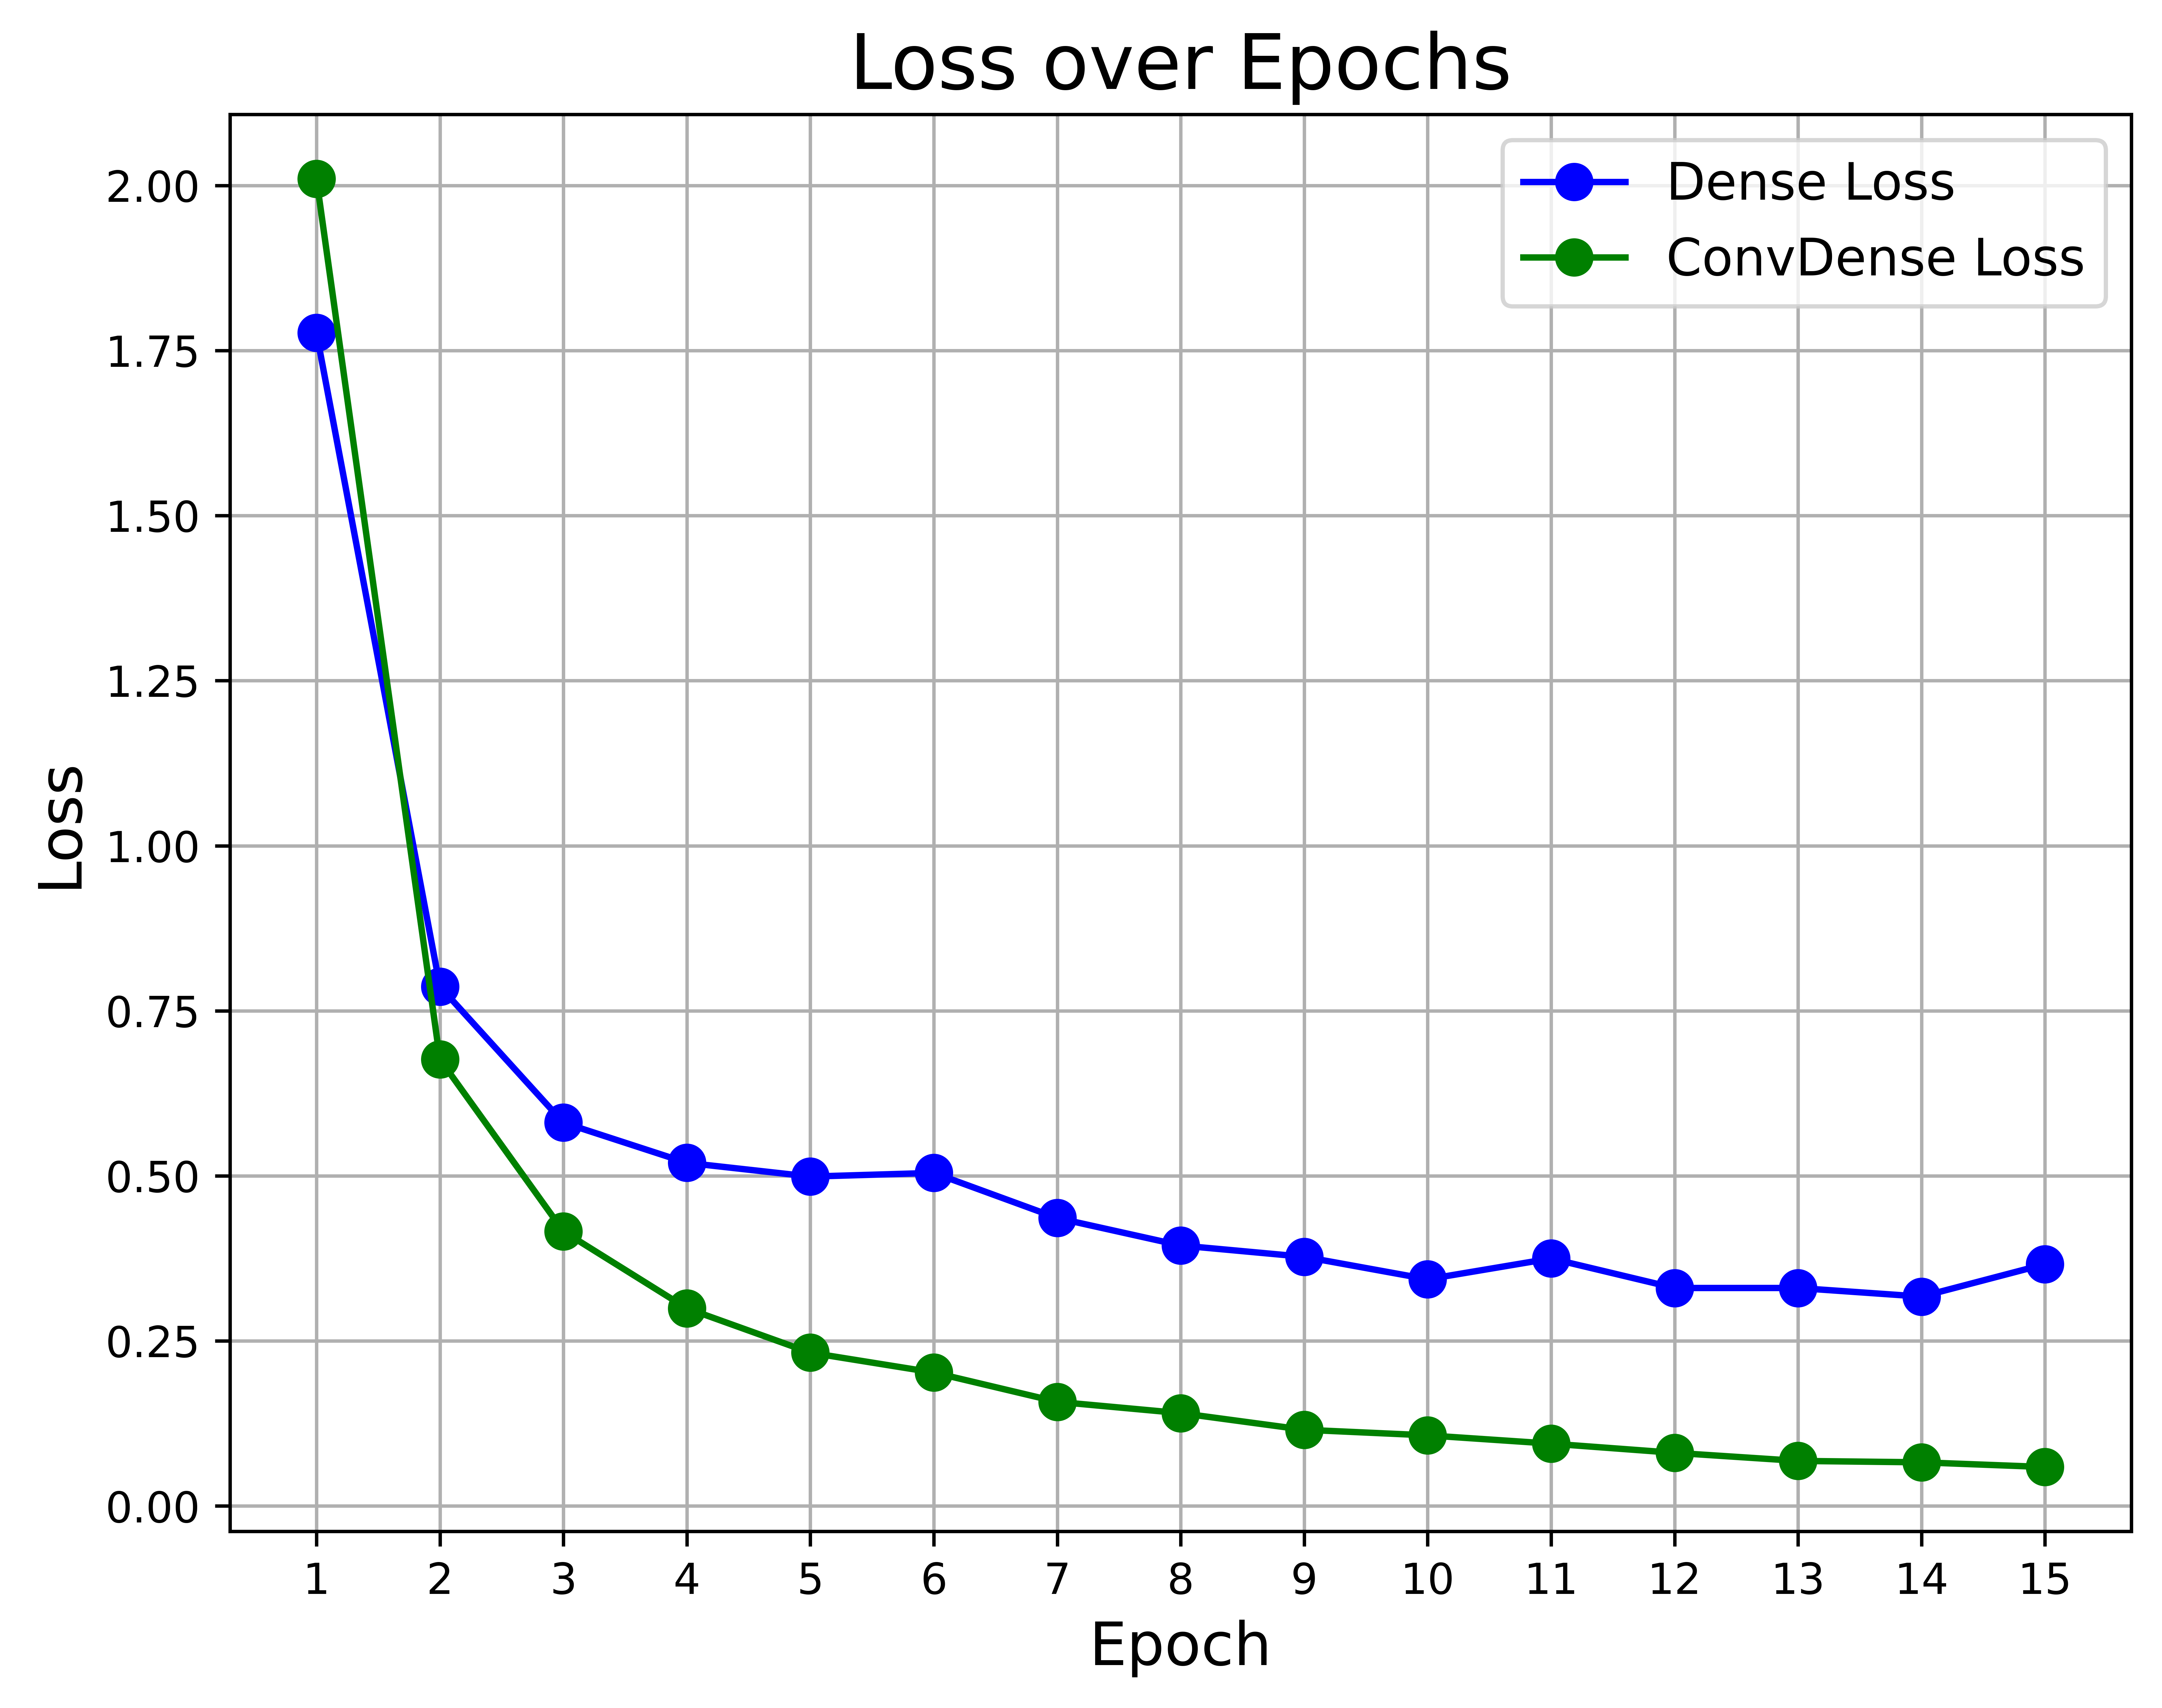 Loss over Epochs
Dense Loss
ConvDense Loss
2.00
1.75
1.50
1.25
1.00
0.75
0.50
0.25
0.00
Loss
1 2 3 4 5 6 7 8 9 10 11 12 13 14 15
Epoch